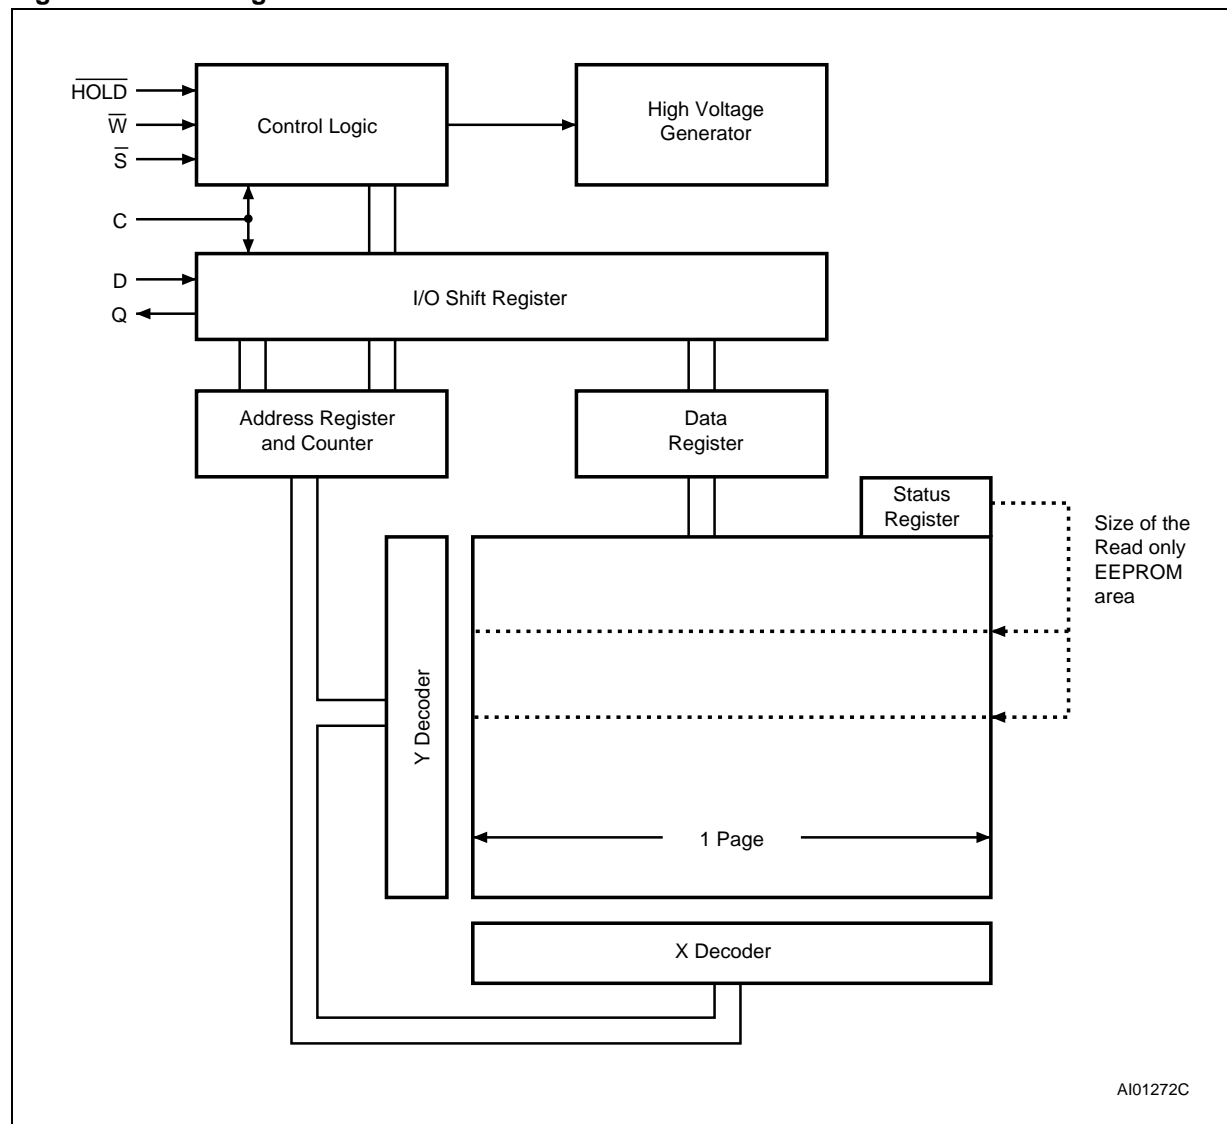 HOLD
W
S
C
D
Q
Control Logic
High Voltage
Generator
I/O Shift Register
Address Register
and Counter
Data
Register
Status
Register
Size of the
Read only
EEPROM
area
Y Decoder
1 Page
X Decoder
AI01272C